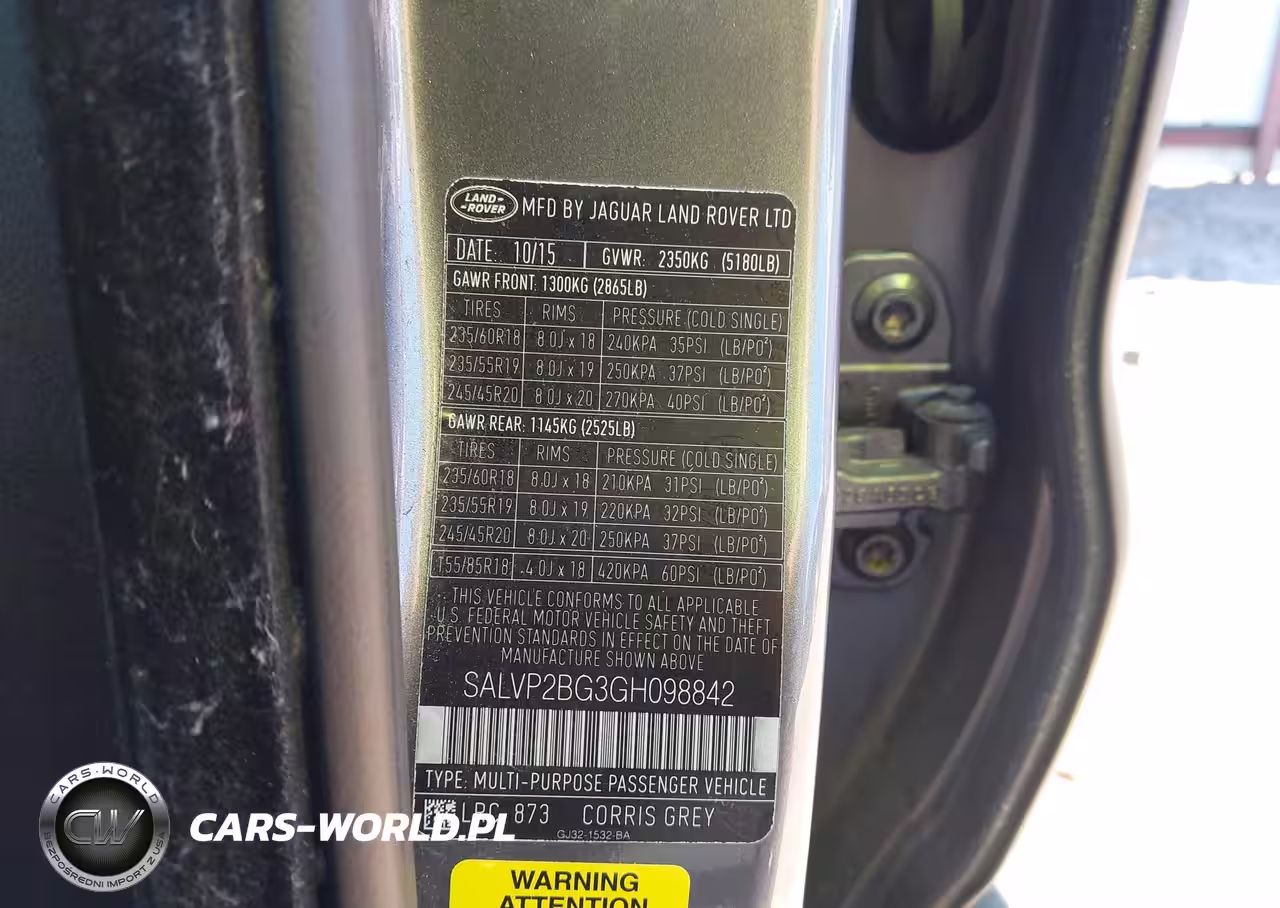 LAND-
-ROVER
MFD BY JAGUAR LAND ROVER LTD
DATE: 10/15 GVWR: 2350KG (5180LB)
GAWR FRONT: 1300KG (2865LB)
TIRES RIMS PRESSURE (COLD SINGLE)
235/60R18 8.0J x 18 240KPA 35PSI (LB/PO²)
235/55R19 8.0J x 19 250KPA 37PSI (LB/PO²)
245/45R20 8.0J x 20 270KPA 40PSI (LB/PO²)
GAWR REAR: 1145KG (2525LB)
TIRES RIMS PRESSURE (COLD SINGLE)
235/60R18 8.0J x 18 210KPA 31PSI (LB/PO²)
235/55R19 8.0J x 19 220KPA 32PSI (LB/PO²)
245/45R20 8.0J x 20 250KPA 37PSI (LB/PO²)
T55/85R18 4.0J x 18 420KPA 60PSI (LB/PO²)
THIS VEHICLE CONFORMS TO ALL APPLICABLE
U.S. FEDERAL MOTOR VEHICLE SAFETY AND THEFT
PREVENTION STANDARDS IN EFFECT ON THE DATE OF
MANUFACTURE SHOWN ABOVE
SALVP2BG3GH098842
TYPE: MULTI-PURPOSE PASSENGER VEHICLE
873 CORRIS GREY
GJ32-1532-BA
WARNING
ATTENTION
CARS-WORLD
CW
BEZPOŚREDNI IMPORT Z USA
CARS-WORLD.PL